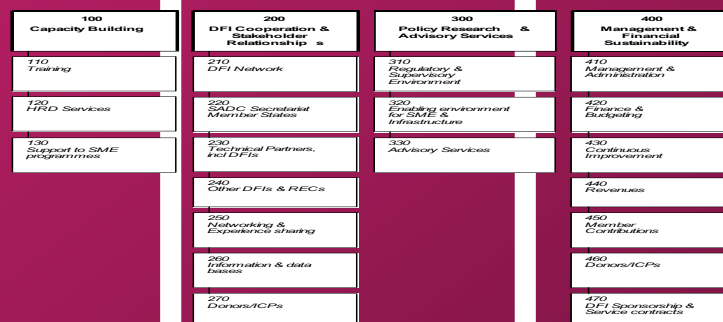 100
Capacity Building
110
Training
120
HRD Services
130
Support to SME
programmes
200
DFI Cooperation &
Stakeholder
Relationship s
210
DFI Network
220
SADC Secretariat
Member States
230
Technical Partners,
incl DFIs
240
Other DFIs & RECs
250
Networking &
Experience sharing
260
Information & data
bases
270
Donors/ICPs
300
Policy Research &
Advisory Services
310
Regulatory &
Supervisory
Environment
320
Enabling environment
for SME &
Infrastructure
330
Advisory Services
400
Management &
Financial
Sustainability
410
Management &
Administration
420
Finance &
Budgeting
430
Continuous
Improvement
440
Revenues
450
Member
Contributions
460
Donors/ICPs
470
DFI Sponsorship &
Service contracts